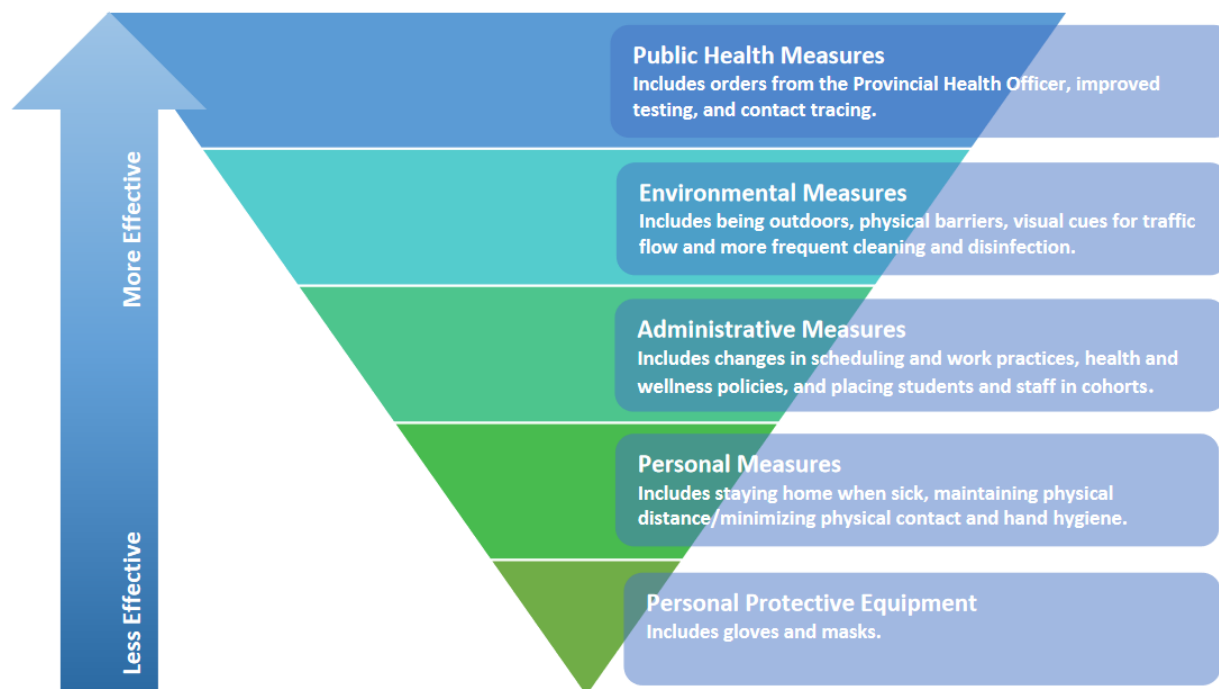 Public Health Measures
Includes orders from the Provincial Health Officer, improved
testing, and contact tracing.
Environmental Measures
Includes being outdoors, physical barriers, visual cues for traffic
flow and more frequent cleaning and disinfection.
Administrative Measures
Includes changes in scheduling and work practices, health and
wellness policies, and placing students and staff in cohorts.
Personal Measures
Includes staying home when sick, maintaining physical
distance/minimizing physical contact and hand hygiene.
Personal Protective Equipment
Includes gloves and masks.
More Effective
Less Effective